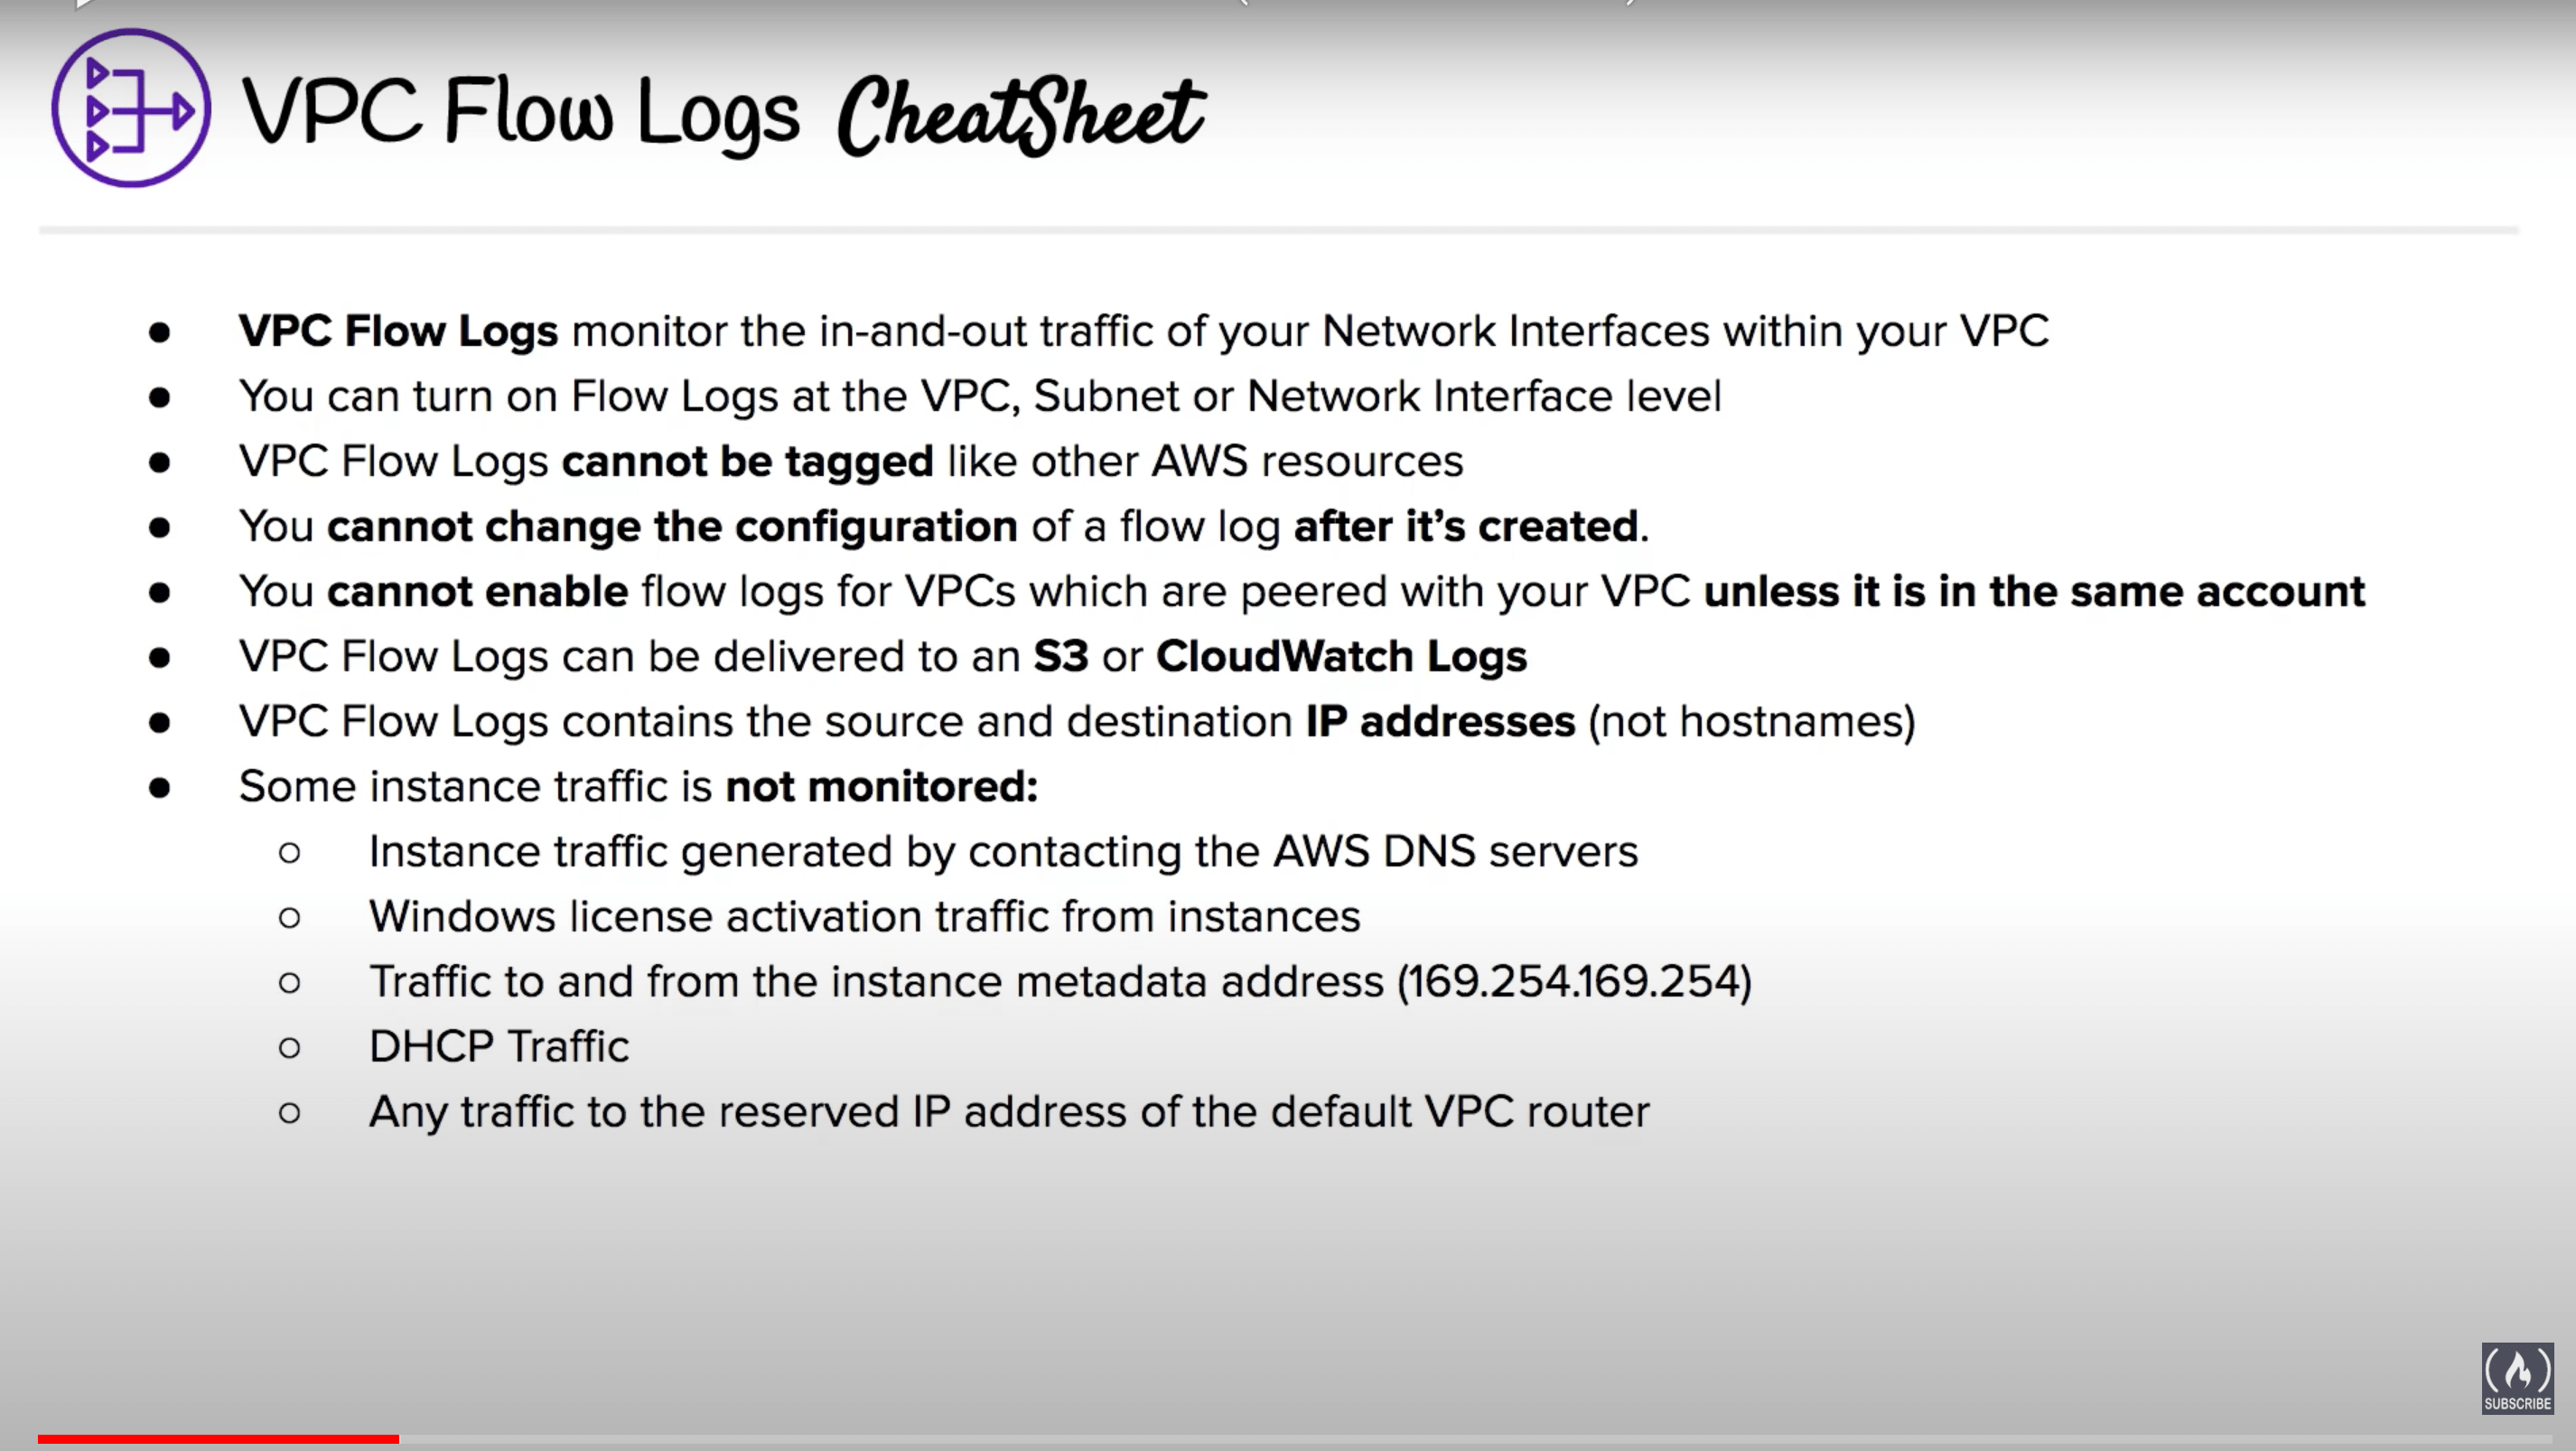 VPC Flow Logs CheatSheet
● VPC Flow Logs monitor the in-and-out traffic of your Network Interfaces within your VPC
● You can turn on Flow Logs at the VPC, Subnet or Network Interface level
● VPC Flow Logs cannot be tagged like other AWS resources
● You cannot change the configuration of a flow log after it’s created.
● You cannot enable flow logs for VPCs which are peered with your VPC unless it is in the same account
● VPC Flow Logs can be delivered to an S3 or CloudWatch Logs
● VPC Flow Logs contains the source and destination IP addresses (not hostnames)
● Some instance traffic is not monitored:
○ Instance traffic generated by contacting the AWS DNS servers
○ Windows license activation traffic from instances
○ Traffic to and from the instance metadata address (169.254.169.254)
○ DHCP Traffic
○ Any traffic to the reserved IP address of the default VPC router
SUBSCRIBE